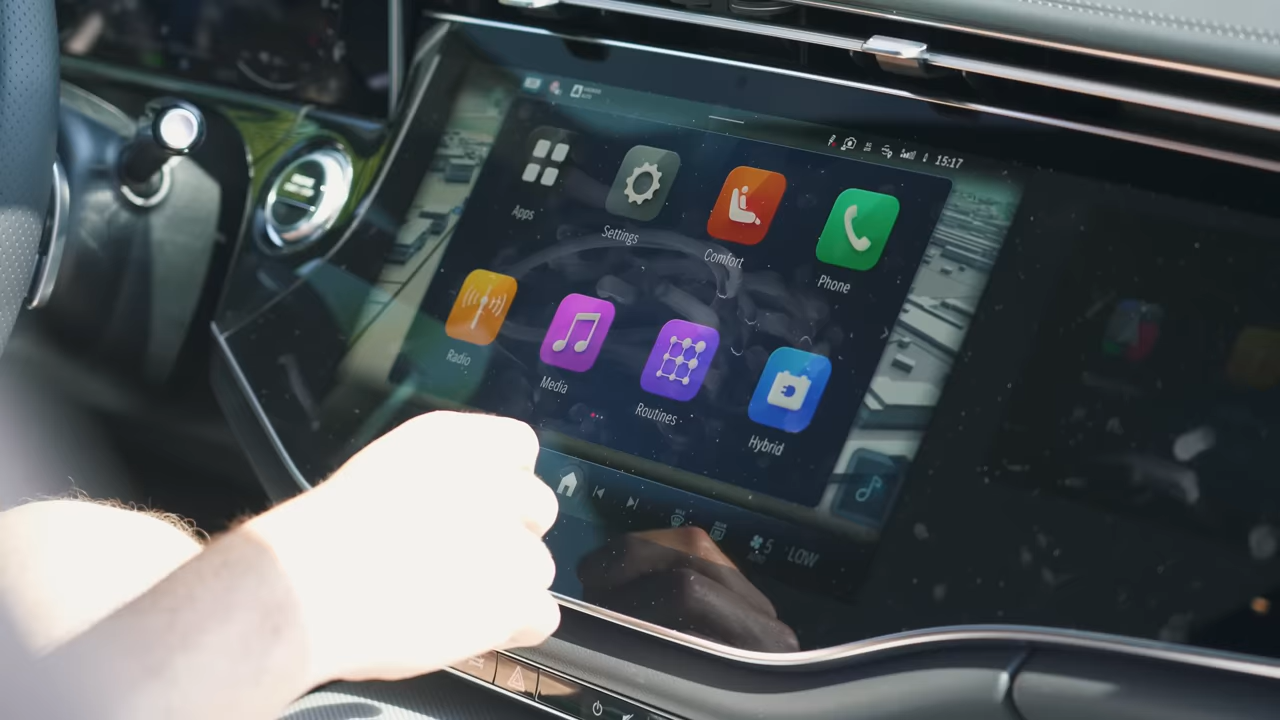 15:17
Apps
Settings
Comfort
Phone
Radio
Media
Routines
Hybrid
5
LOW